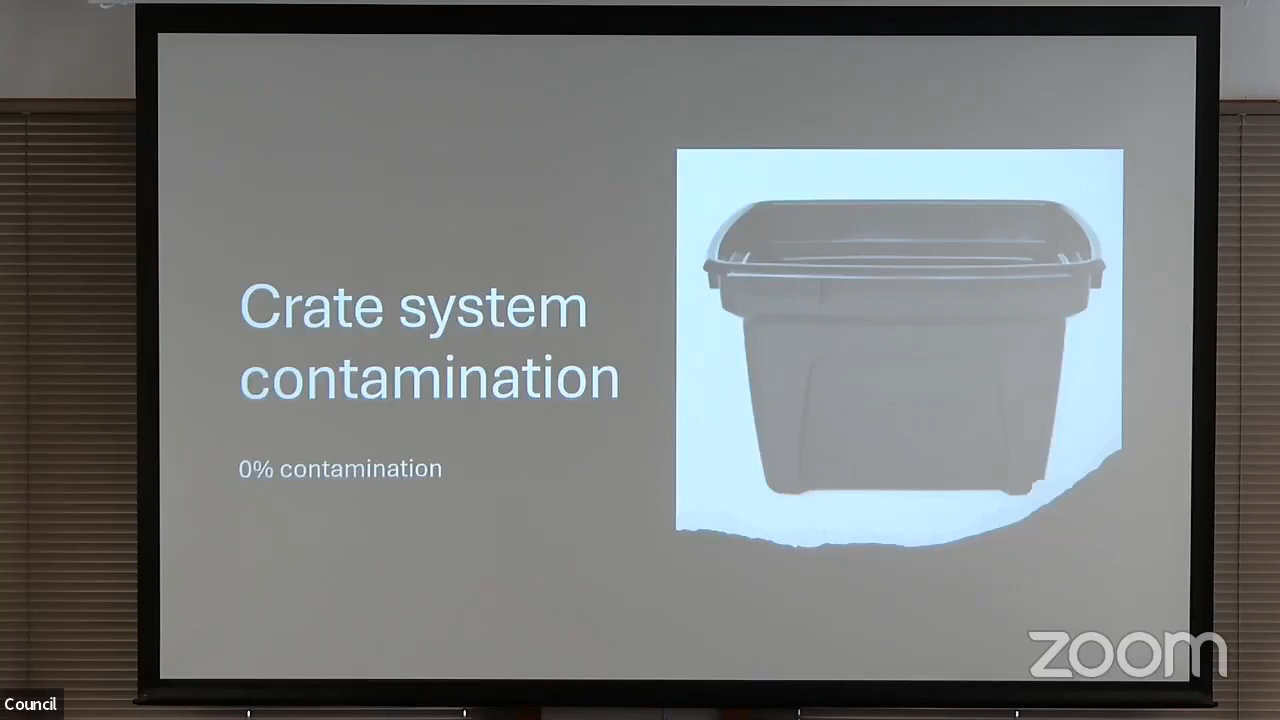 Crate system
contamination
0% contamination
zoom
Council